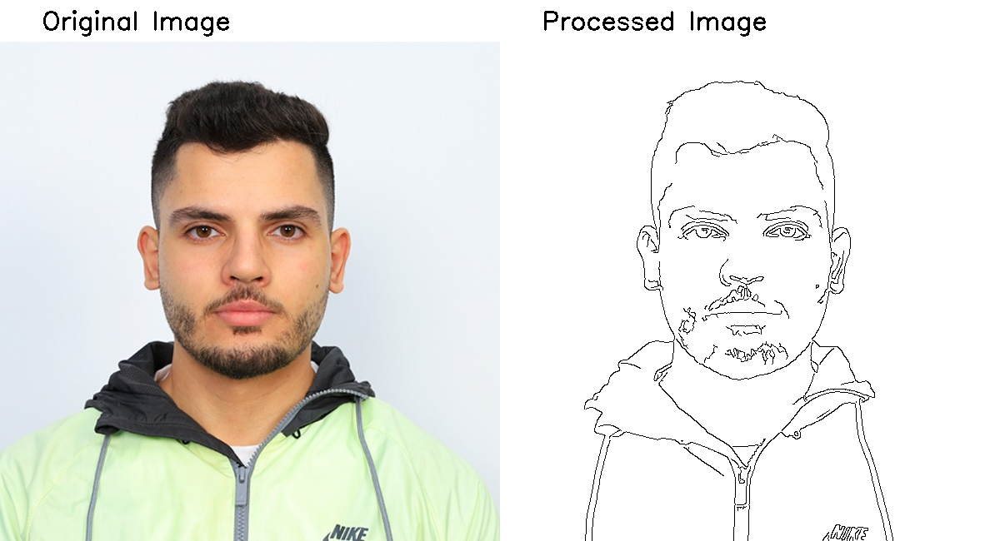 Original Image
Processed Image
NIKE
NIKE